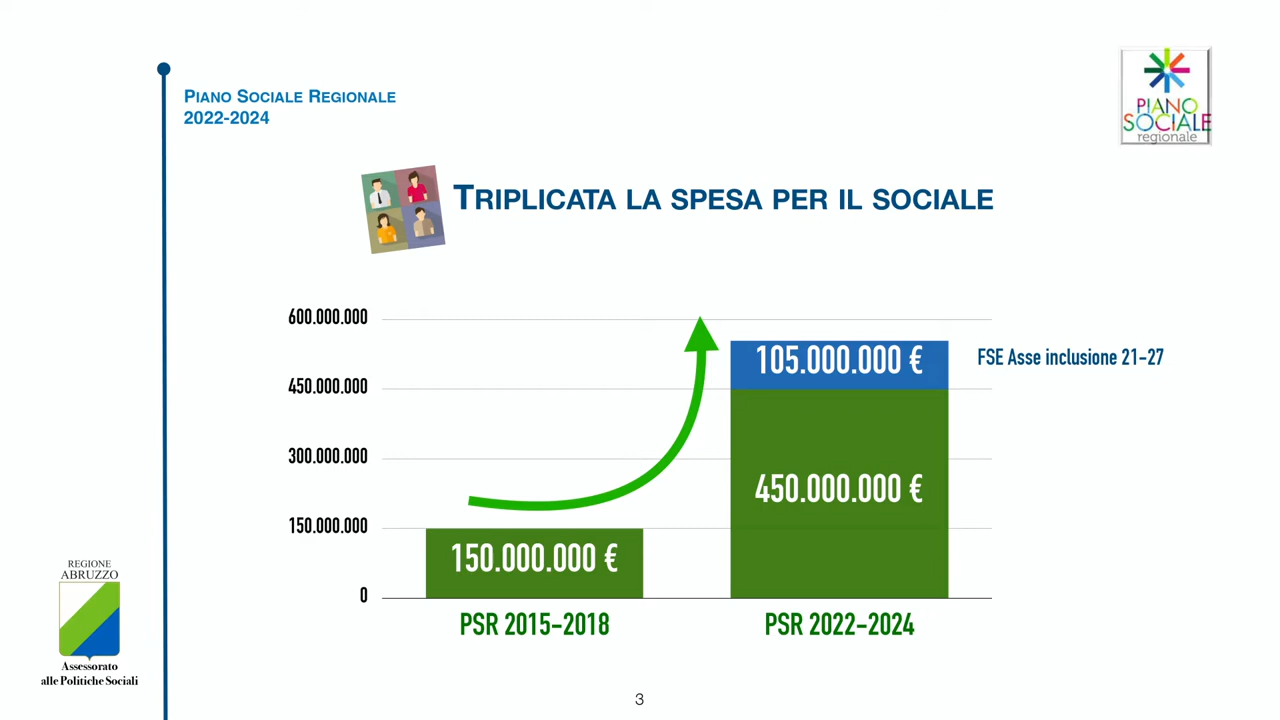 PIANO SOCIALE REGIONALE
2022-2024
PIANO
SOCIALE
regionale
TRIPLICATA LA SPESA PER IL SOCIALE
600.000.000
450.000.000
300.000.000
150.000.000
0
105.000.000 €
FSE Asse inclusione 21-27
450.000.000 €
150.000.000 €
PSR 2015-2018
PSR 2022-2024
REGIONE
ABRUZZO
Assessorato
alle Politiche Sociali
3